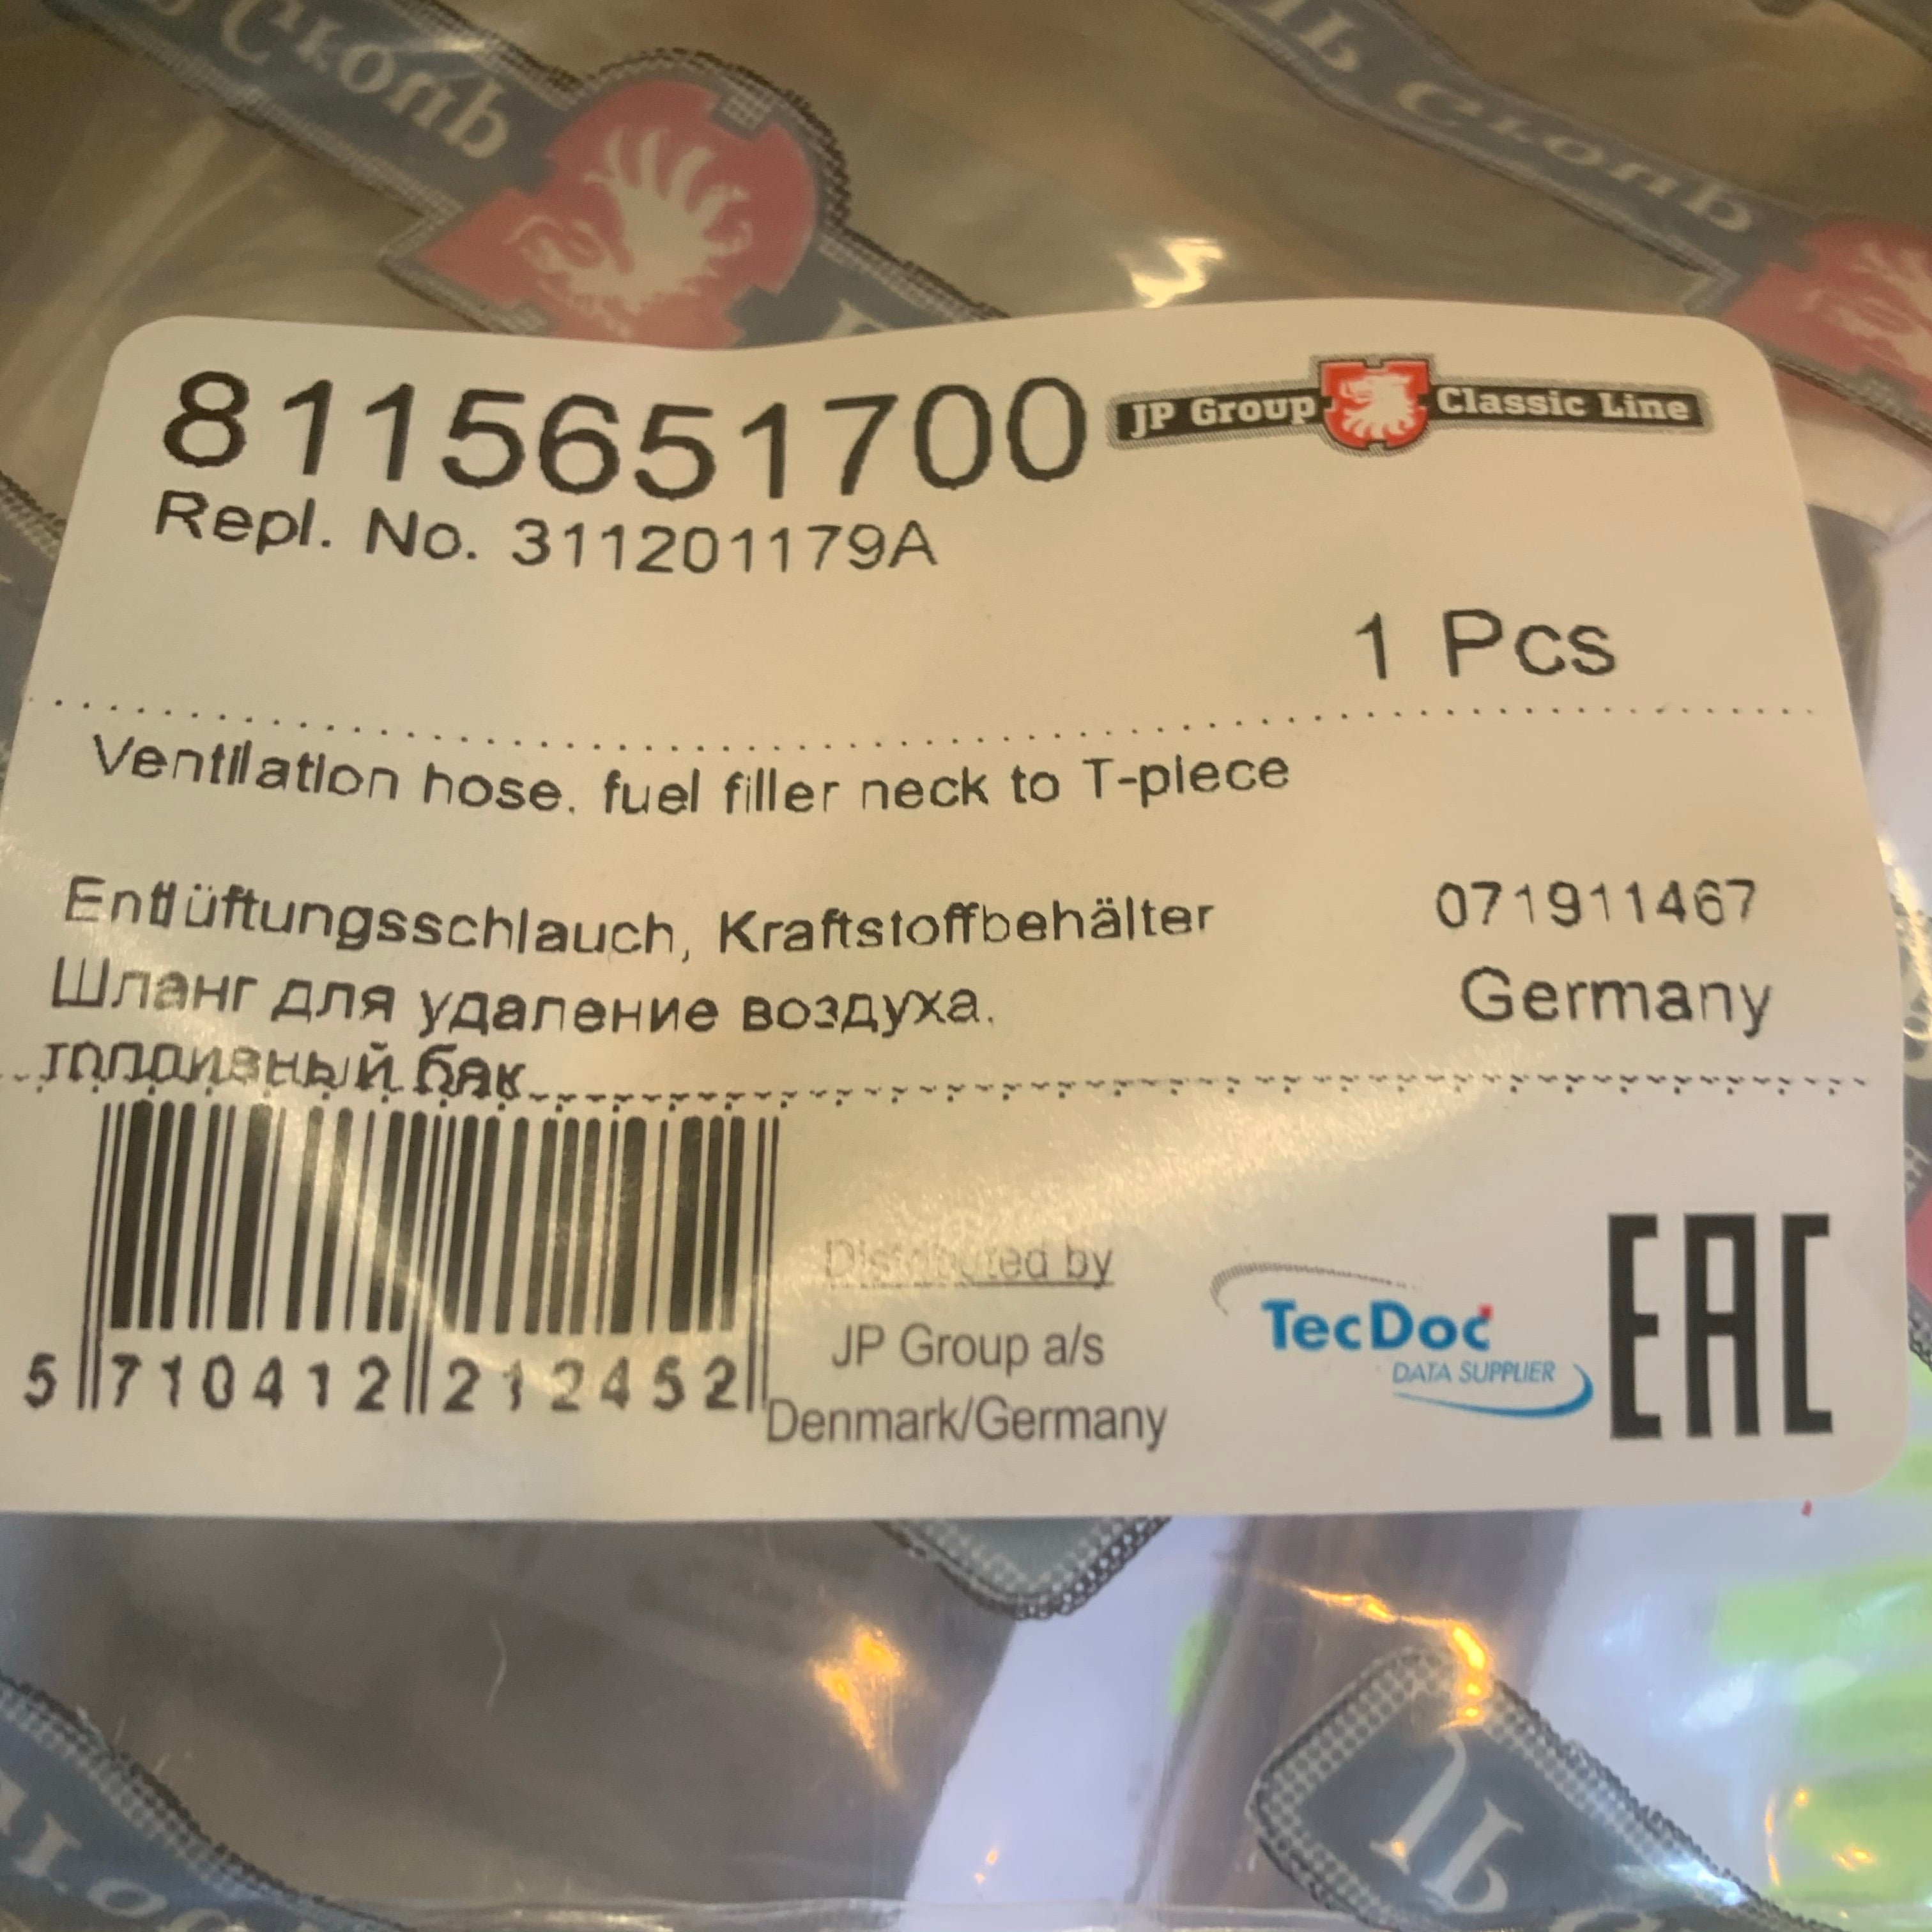 8115651700
JP Group Classic Line
Repl. No. 311201179A
1 Pcs
Ventilation hose. fuel filler neck to T-piece
Entlüftungsschlauch, Kraftstoffbehälter
071911467
Шланг для удаление воздуха.
Germany
топливный бак
5 710412 212452
Distributed by
JP Group a/s
Denmark/Germany
TecDoc
DATA SUPPLIER
EAC